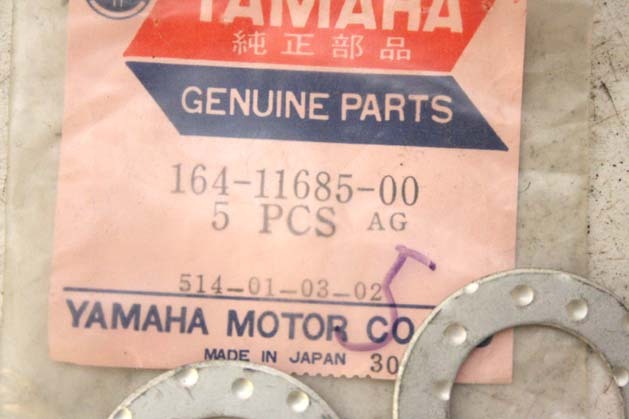 YAMAHA
純正部品
GENUINE PARTS
164-11685-00
5 PCS AG
514-01-03-02
5
YAMAHA MOTOR CO
MADE IN JAPAN 30